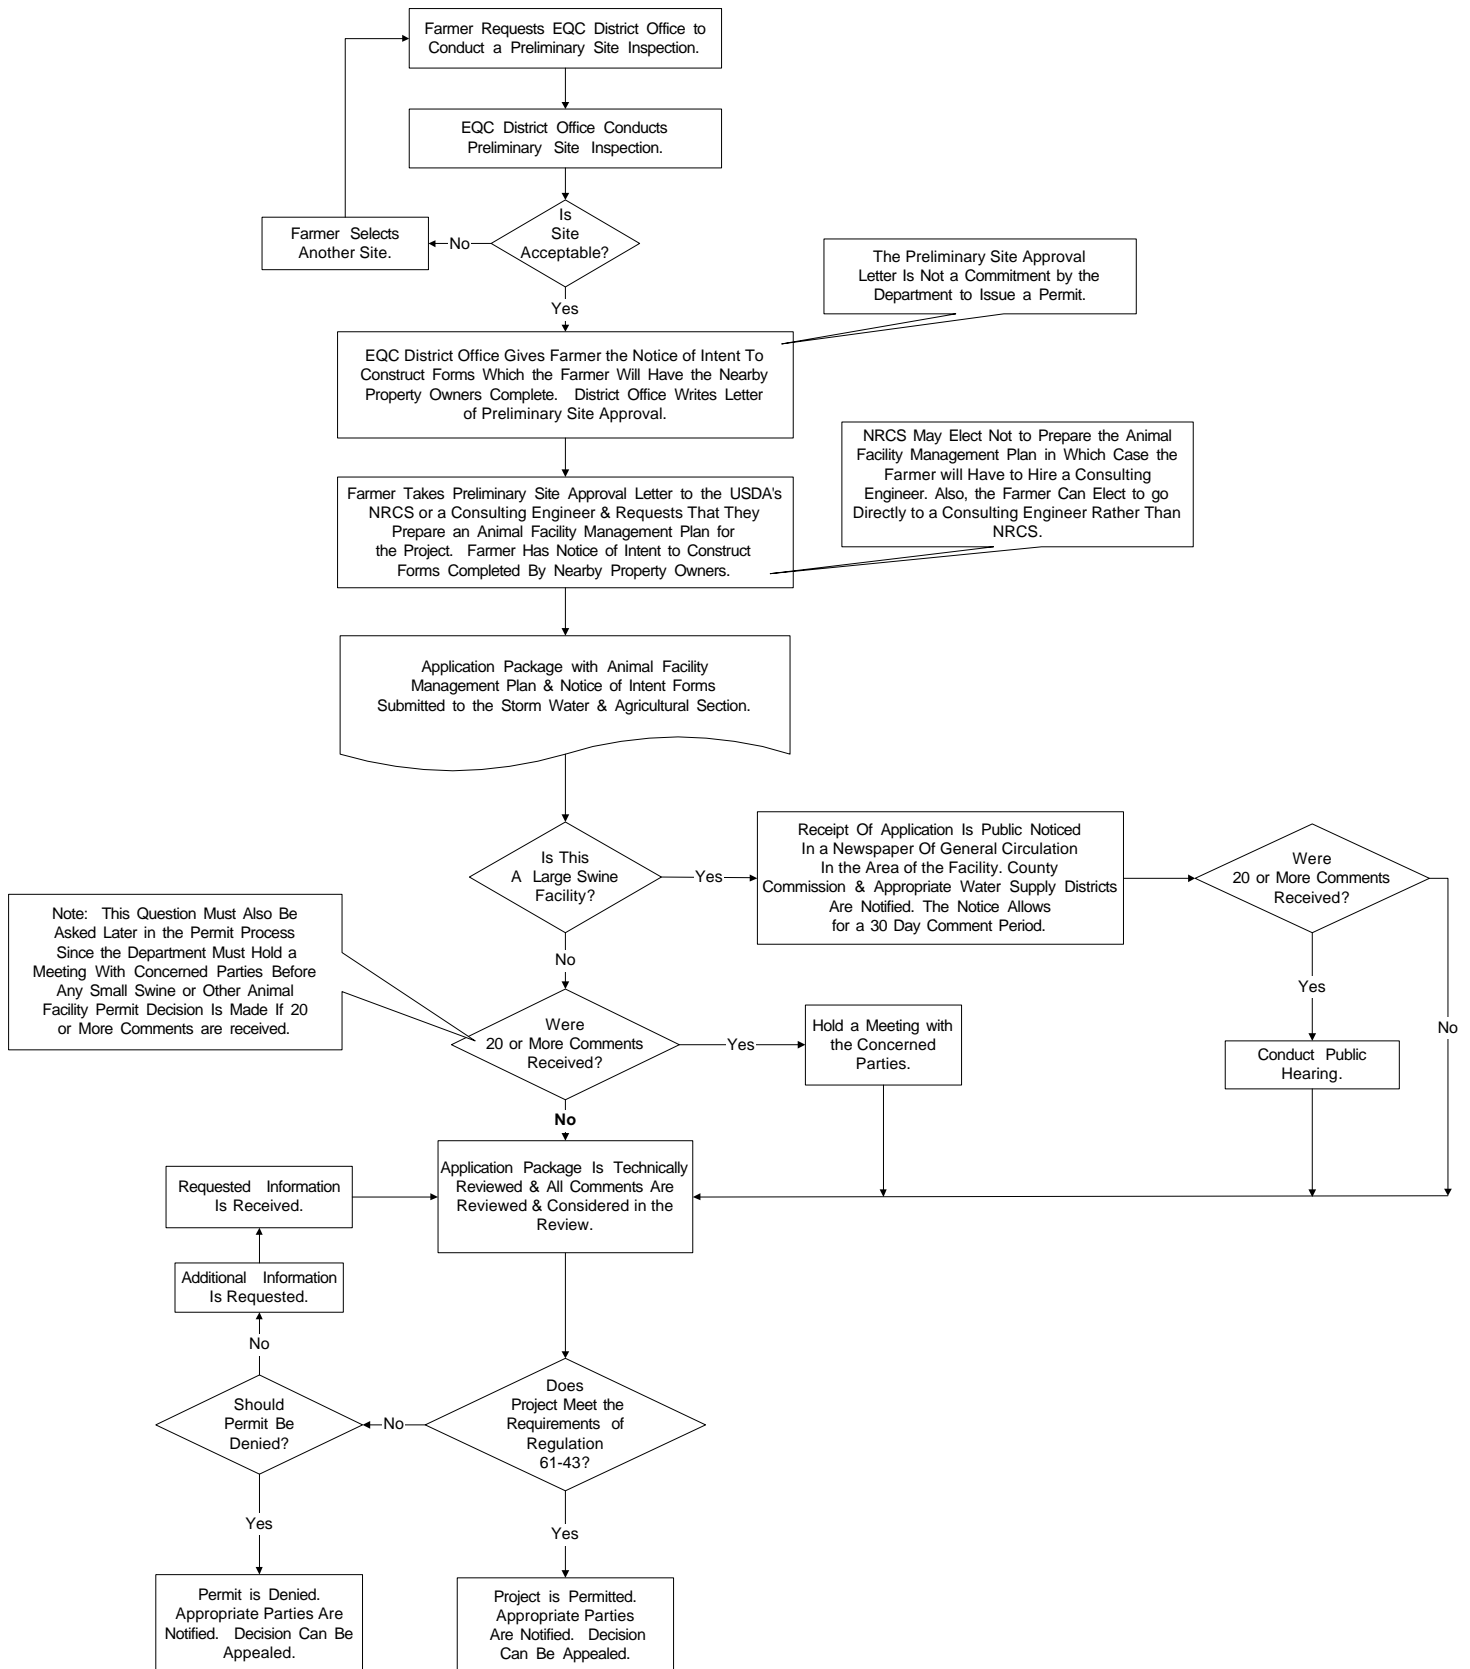 Farmer Requests EQC District Office to
Conduct a Preliminary Site Inspection.
EQC District Office Conducts
Preliminary Site Inspection.
Is
Site
Acceptable?
No
Farmer Selects
Another Site.
Yes
The Preliminary Site Approval
Letter Is Not a Commitment by the
Department to Issue a Permit.
EQC District Office Gives Farmer the Notice of Intent To
Construct Forms Which the Farmer Will Have the Nearby
Property Owners Complete. District Office Writes Letter
of Preliminary Site Approval.
NRCS May Elect Not to Prepare the Animal
Facility Management Plan in Which Case the
Farmer will Have to Hire a Consulting
Engineer. Also, the Farmer Can Elect to go
Directly to a Consulting Engineer Rather Than
NRCS.
Farmer Takes Preliminary Site Approval Letter to the USDA's
NRCS or a Consulting Engineer & Requests That They
Prepare an Animal Facility Management Plan for
the Project. Farmer Has Notice of Intent to Construct
Forms Completed By Nearby Property Owners.
Application Package with Animal Facility
Management Plan & Notice of Intent Forms
Submitted to the Storm Water & Agricultural Section.
Is This
A Large Swine
Facility?
Yes
Receipt Of Application Is Public Noticed
In a Newspaper Of General Circulation
In the Area of the Facility. County
Commission & Appropriate Water Supply Districts
Are Notified. The Notice Allows
for a 30 Day Comment Period.
Were
20 or More Comments
Received?
No
Yes
Conduct Public
Hearing.
No
Note: This Question Must Also Be
Asked Later in the Permit Process
Since the Department Must Hold a
Meeting With Concerned Parties Before
Any Small Swine or Other Animal
Facility Permit Decision Is Made If 20
or More Comments are received.
Were
20 or More Comments
Received?
Yes
Hold a Meeting with
the Concerned
Parties.
No
Application Package Is Technically
Reviewed & All Comments Are
Reviewed & Considered in the
Review.
Requested Information
Is Received.
Additional Information
Is Requested.
No
Should
Permit Be
Denied?
No
Does
Project Meet the
Requirements of
Regulation
61-43?
Yes
Yes
Permit is Denied.
Appropriate Parties Are
Notified. Decision Can Be
Appealed.
Project is Permitted.
Appropriate Parties
Are Notified. Decision
Can Be Appealed.